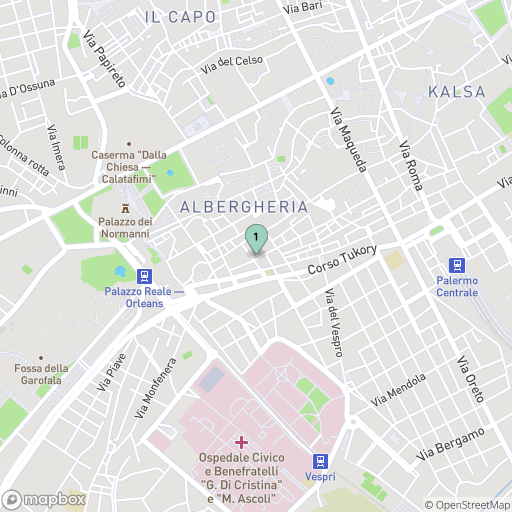 IL CAPO
Via Bari
Via Papireto
Via del Celso
a D'Ossuna
KALSA
Via Maqueda
Via Imera
Colonna rotta
Caserma "Dalla
Chiesa —
Calatafimi"
Via Roma
inni
ALBERGHERIA
Palazzo dei
Normanni
1
Corso Tukory
Palazzo Reale —
Orleans
Palermo
Centrale
Via del Vespro
Fossa della
Garofala
Via Piave
Via Monfenera
Via Mendola
Via Oreto
Via Bergamo
Ospedale Civico
e Benefratelli
"G. Di Cristina"
e "M. Ascoli"
Vespri
mapbox
© OpenStreetMap